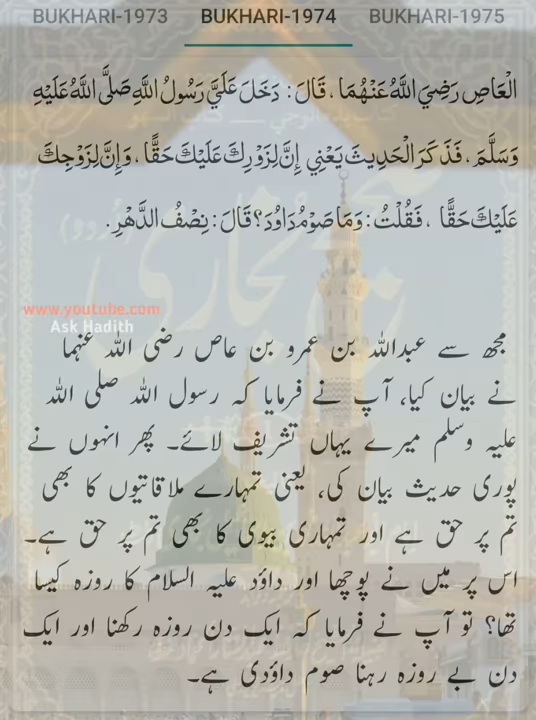 BUKHARI-1973 BUKHARI-1974 BUKHARI-1975
الْعَاصِ رَضِيَ اللَّهُ عَنْهُمَا ، قَالَ : دَخَلَ عَلَيَّ رَسُولُ اللَّهِ صَلَّى اللَّهُ عَلَيْهِ
وَسَلَّمَ ، فَذَكَرَ الْحَدِيثَ يَعْنِي إِنَّ لِزَوْرِكَ عَلَيْكَ حَقًّا ، وَإِنَّ لِزَوْجِكَ
عَلَيْكَ حَقًّا ، فَقُلْتُ : وَمَا صَوْمُ دَاوُدَ ؟ قَالَ : نِصْفُ الدَّهْرِ .
www.youtube.com
Ask Hadith
مجھ سے عبداللہ بن عمرو بن عاص رضی اللہ عنہما
نے بیان کیا، آپ نے فرمایا کہ رسول اللہ صلی اللہ
علیہ وسلم میرے یہاں تشریف لائے۔ پھر انہوں نے
پوری حدیث بیان کی، یعنی تمہارے ملاقاتیوں کا بھی
تم پر حق ہے اور تمہاری بیوی کا بھی تم پر حق ہے۔
اس پر میں نے پوچھا اور داؤد علیہ السلام کا روزہ کیسا
تھا؟ تو آپ نے فرمایا کہ ایک دن روزہ رکھنا اور ایک
دن بے روزہ رہنا صوم داؤدی ہے۔